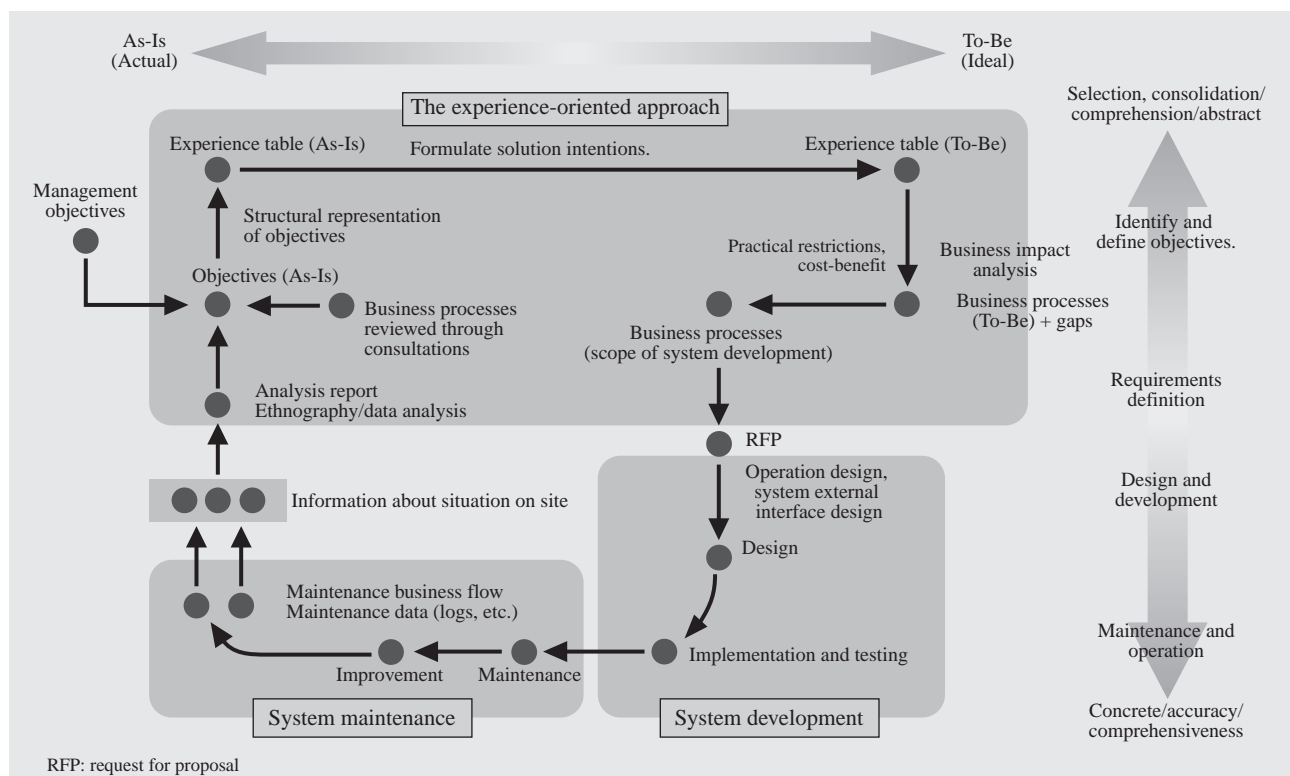 As-Is
(Actual)
To-Be
(Ideal)
The experience-oriented approach
Selection, consolidation/
comprehension/abstract
Experience table (As-Is)
Formulate solution intentions.
Experience table (To-Be)
Management
objectives
Structural representation
of objectives
Practical restrictions,
cost-benefit
Business impact
analysis
Identify and
define objectives.
Objectives (As-Is)
Business processes
reviewed through
consultations
Business processes
(scope of system development)
Business processes
(To-Be) + gaps
Analysis report
Ethnography/data analysis
Requirements
definition
RFP
Information about situation on site
Operation design,
system external
interface design
Design and
development
Design
Maintenance business flow
Maintenance data (logs, etc.)
Improvement
Maintenance
Implementation and testing
Maintenance and
operation
System maintenance
System development
Concrete/accuracy/
comprehensiveness
RFP: request for proposal